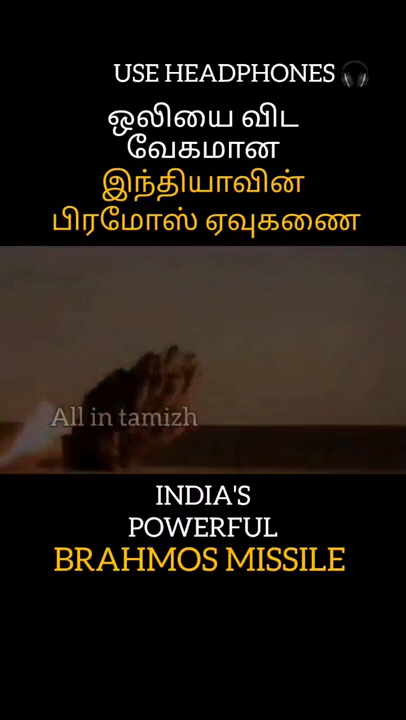 USE HEADPHONES 🎧
ஒலியை விட
வேகமான
இந்தியாவின்
பிரமோஸ் ஏவுகணை
All in tamizh
INDIA'S
POWERFUL
BRAHMOS MISSILE